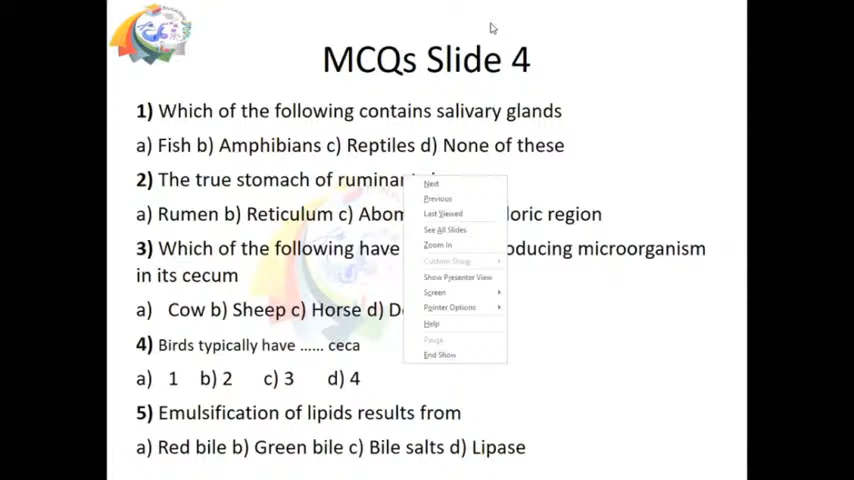 MCQs Slide 4
1) Which of the following contains salivary glands
a) Fish b) Amphibians c) Reptiles d) None of these
2) The true stomach of ruminant
a) Rumen b) Reticulum c) Abom loric region
3) Which of the following have oducing microorganism
in its cecum
a) Cow b) Sheep c) Horse d) D
4) Birds typically have ...... ceca
a) 1 b) 2 c) 3 d) 4
5) Emulsification of lipids results from
a) Red bile b) Green bile c) Bile salts d) Lipase
Next
Previous
Last Viewed
See All Slides
Zoom In
Custom Show
Show Presenter View
Screen
Pointer Options
Help
Pause
End Show